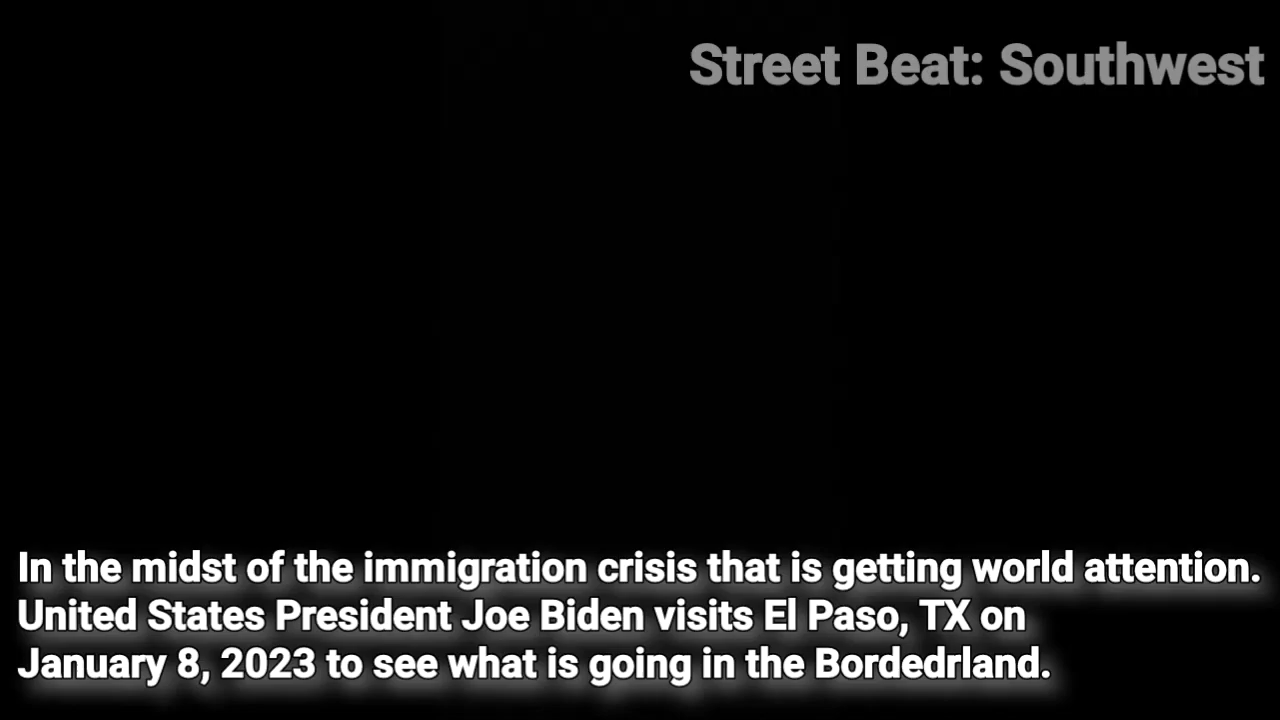 Street Beat: Southwest
In the midst of the immigration crisis that is getting world attention.
United States President Joe Biden visits El Paso, TX on
January 8, 2023 to see what is going in the Bordedrland.